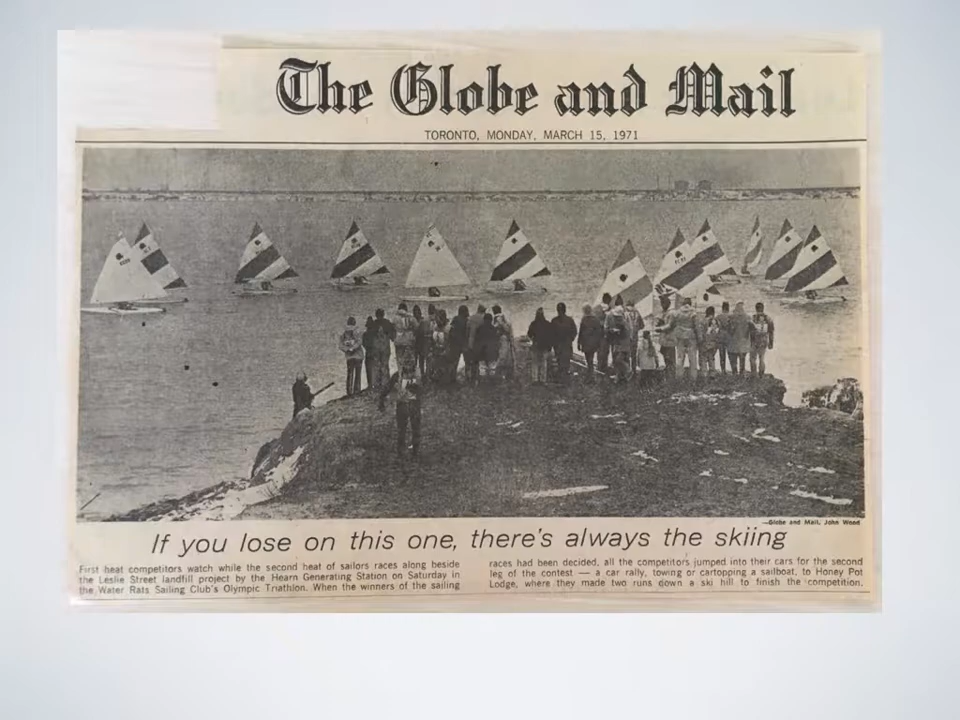 The Globe and Mail
TORONTO, MONDAY, MARCH 15, 1971
—Globe and Mail, John Wood
If you lose on this one, there's always the skiing
First heat competitors watch while the second heat of sailors races along beside
the Leslie Street landfill project by the Hearn Generating Station on Saturday in
the Water Rats Sailing Club's Olympic Triathlon. When the winners of the sailing
races had been decided, all the competitors jumped into their cars for the second
leg of the contest — a car rally, towing or cartopping a sailboat, to Honey Pot
Lodge, where they made two runs down a ski hill to finish the competition.